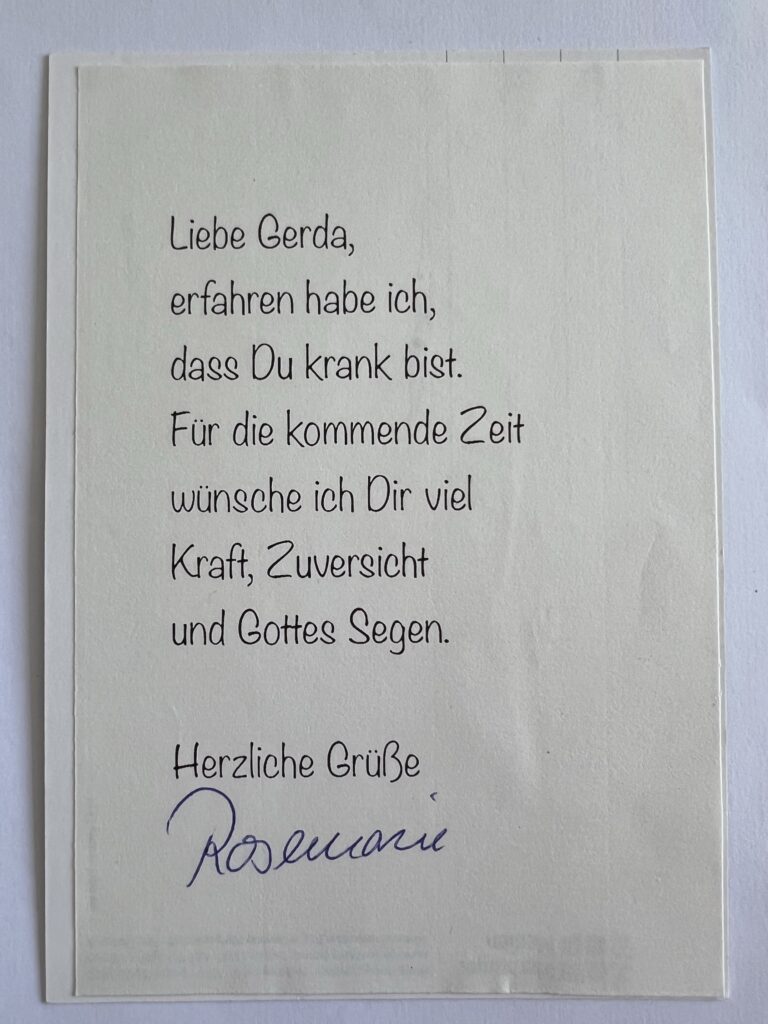 Liebe Gerda,
erfahren habe ich,
dass Du krank bist.
Für die kommende Zeit
wünsche ich Dir viel
Kraft, Zuversicht
und Gottes Segen.
Herzliche Grüße
Rosemarie